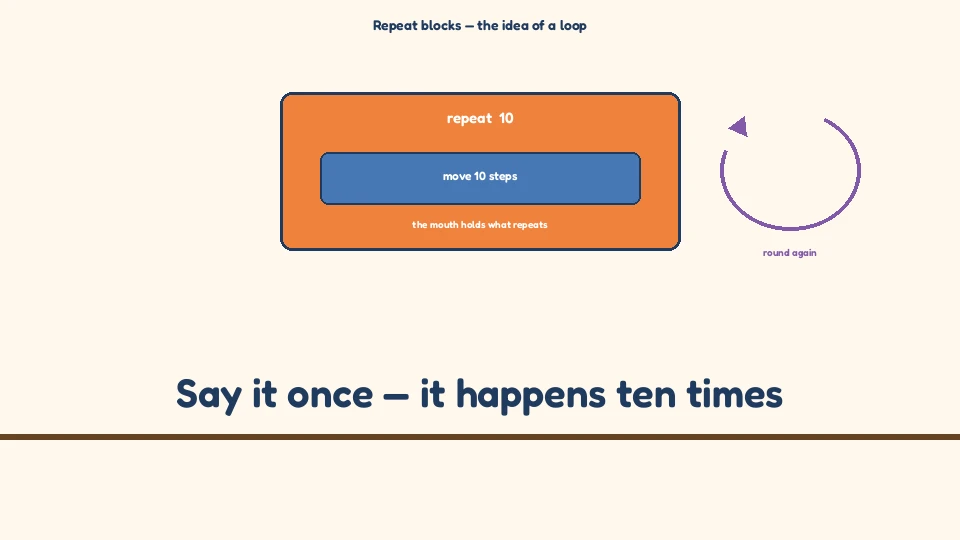 Repeat blocks — the idea of a loop
repeat 10
move 10 steps
the mouth holds what repeats
round again
Say it once — it happens ten times